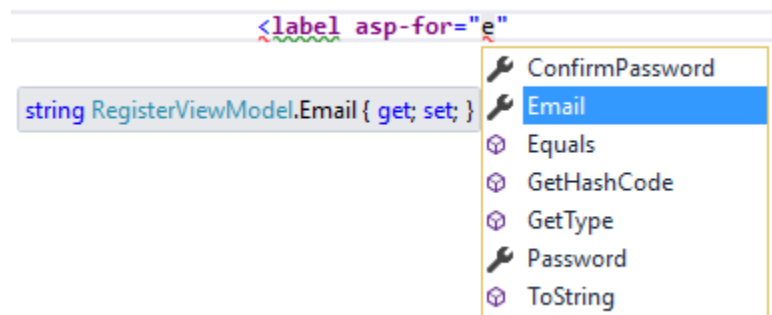 <label asp-for="e"
ConfirmPassword
string RegisterViewModel.Email { get; set; }
Email
Equals
GetHashCode
GetType
Password
ToString